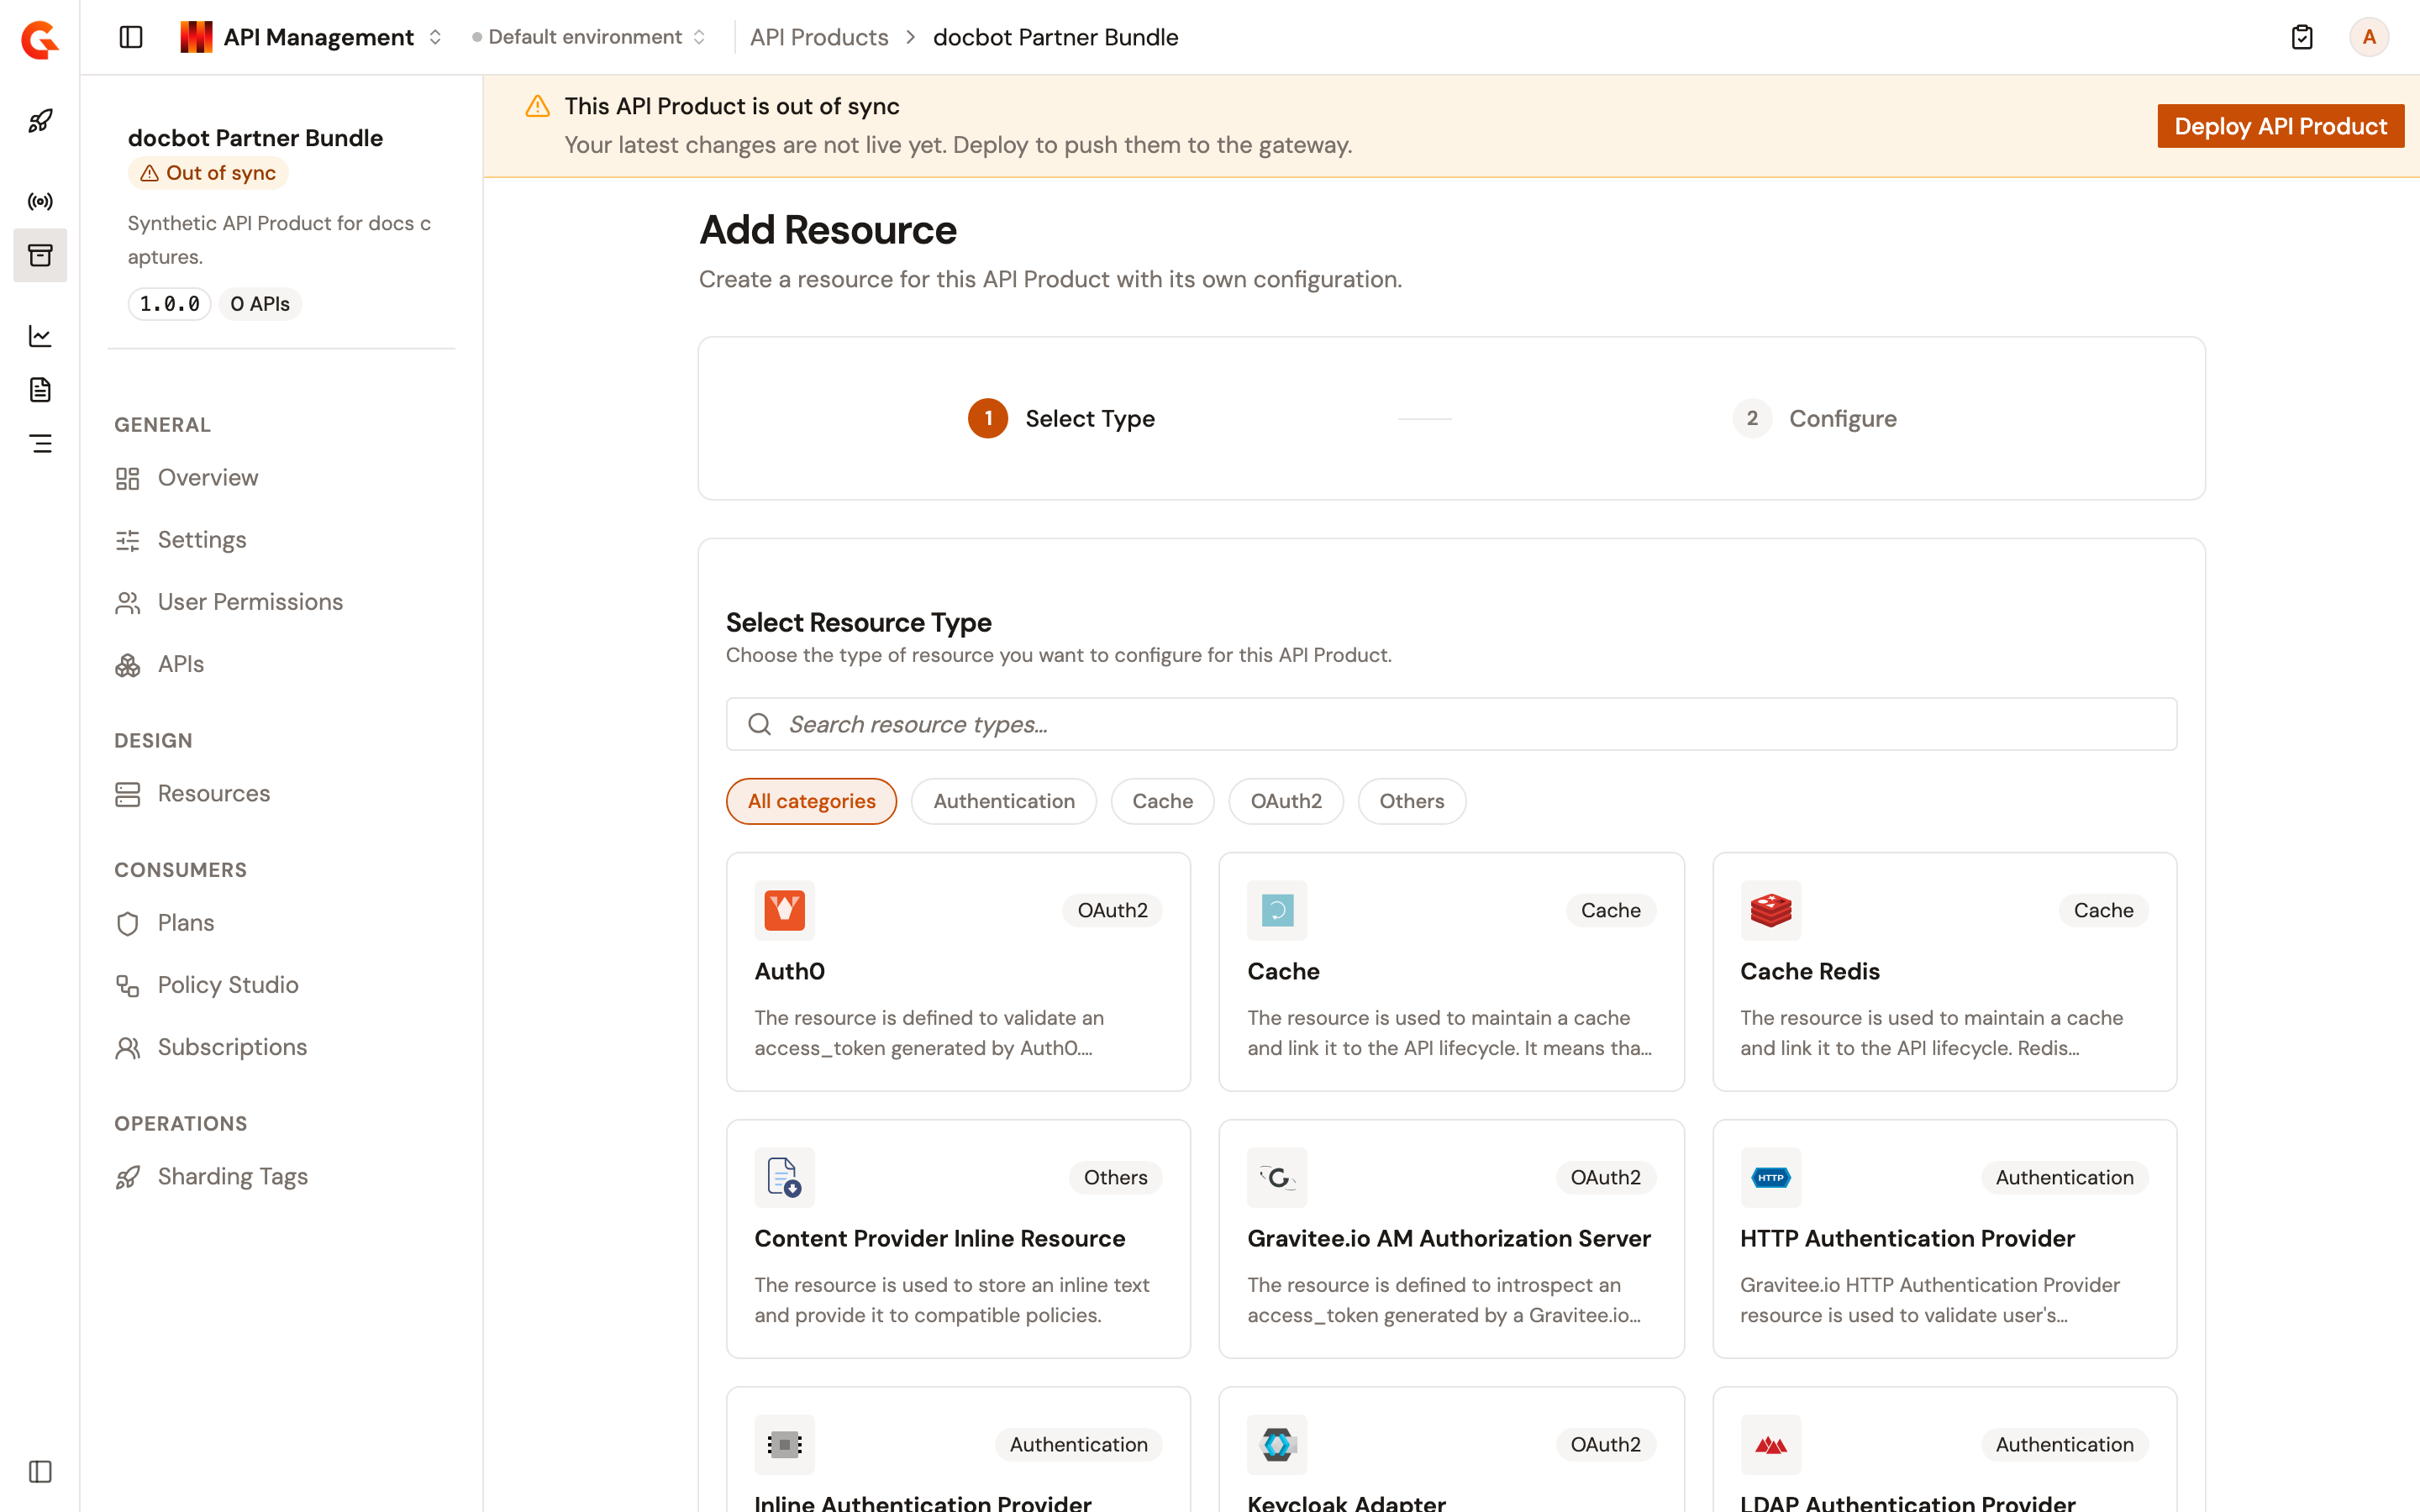 API Management
Default environment
API Products > docbot Partner Bundle
A
docbot Partner Bundle
Out of sync
Synthetic API Product for docs c
aptures.
1.0.0
0 APIs
GENERAL
Overview
Settings
User Permissions
APIs
DESIGN
Resources
CONSUMERS
Plans
Policy Studio
Subscriptions
OPERATIONS
Sharding Tags
This API Product is out of sync
Your latest changes are not live yet. Deploy to push them to the gateway.
Deploy API Product
Add Resource
Create a resource for this API Product with its own configuration.
1 Select Type
2 Configure
Select Resource Type
Choose the type of resource you want to configure for this API Product.
Search resource types...
All categories
Authentication
Cache
OAuth2
Others
OAuth2
Auth0
The resource is defined to validate an
access_token generated by Auth0....
Cache
Cache
The resource is used to maintain a cache
and link it to the API lifecycle. It means tha...
Cache
Cache Redis
The resource is used to maintain a cache
and link it to the API lifecycle. Redis...
Others
Content Provider Inline Resource
The resource is used to store an inline text
and provide it to compatible policies.
OAuth2
Gravitee.io AM Authorization Server
The resource is defined to introspect an
access_token generated by a Gravitee.io...
HTTP
Authentication
HTTP Authentication Provider
Gravitee.io HTTP Authentication Provider
resource is used to validate user's...
Authentication
Inline Authentication Provider
OAuth2
Keycloak Adapter
Authentication
LDAP Authentication Provider